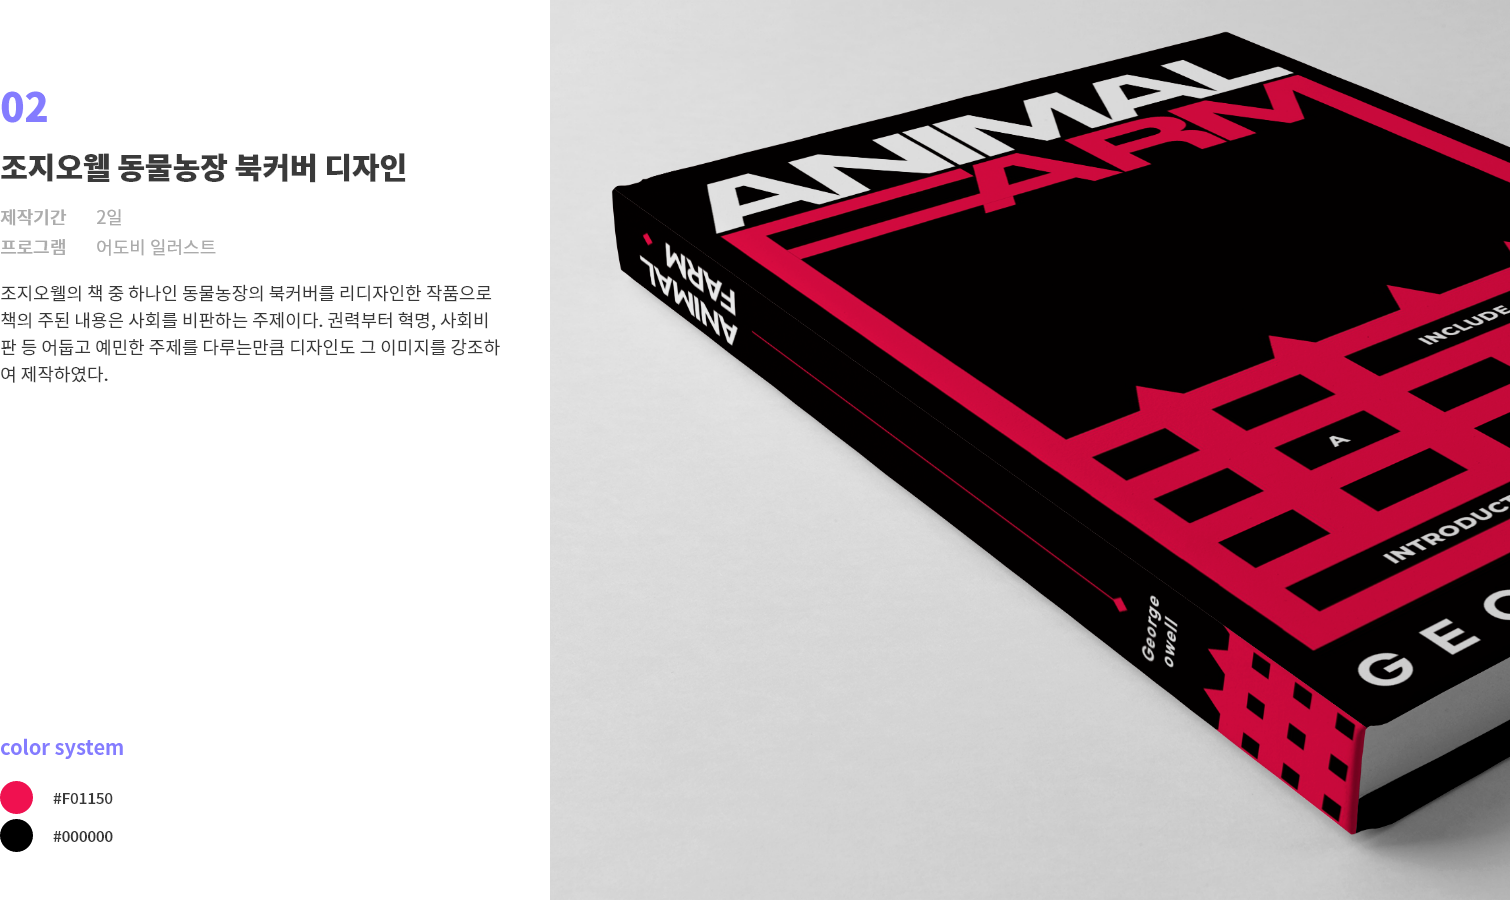 02
조지오웰 동물농장 북커버 디자인
제작기간 2일
프로그램 어도비 일러스트
조지오웰의 책 중 하나인 동물농장의 북커버를 리디자인한 작품으로
책의 주된 내용은 사회를 비판하는 주제이다. 권력부터 혁명, 사회비
판 등 어둡고 예민한 주제를 다루는만큼 디자인도 그 이미지를 강조하
여 제작하였다.
color system
#F01150
#000000
ANIMAL
FARM
ANIMAL
FARM
George
owell
INCLUDE
A
INTRODUCT
GEO